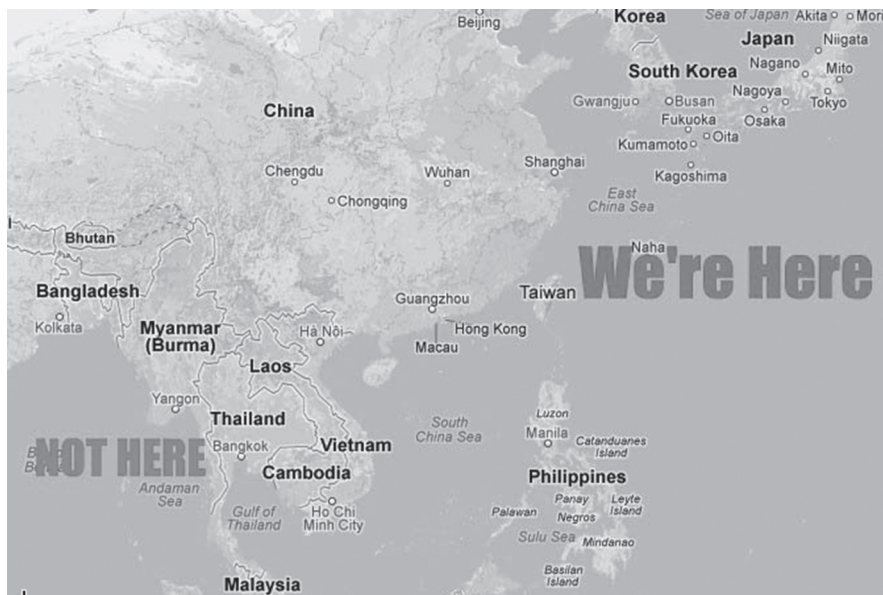 Beijing
Korea
Sea of Japan
Akita
Mori
Japan
Niigata
Nagano
South Korea
Mito
Nagoya
Gwangju
Busan
Tokyo
Osaka
China
Fukuoka
Oita
Kumamoto
Shanghai
Kagoshima
Chengdu
Wuhan
Chongqing
East
China Sea
Bhutan
Naha
We're Here
Bangladesh
Taiwan
Guangzhou
Kolkata
Myanmar
(Burma)
Hà Nội
Hong Kong
Macau
Laos
Yangon
Thailand
South
China Sea
Luzon
Manila
Catanduanes
Island
NOT HERE
Bangkok
Vietnam
Cambodia
Philippines
Andaman
Sea
Gulf of
Thailand
Ho Chi
Minh City
Palawan
Panay
Negros
Leyte
Island
Sulu Sea
Mindanao
Basilan
Island
Malaysia